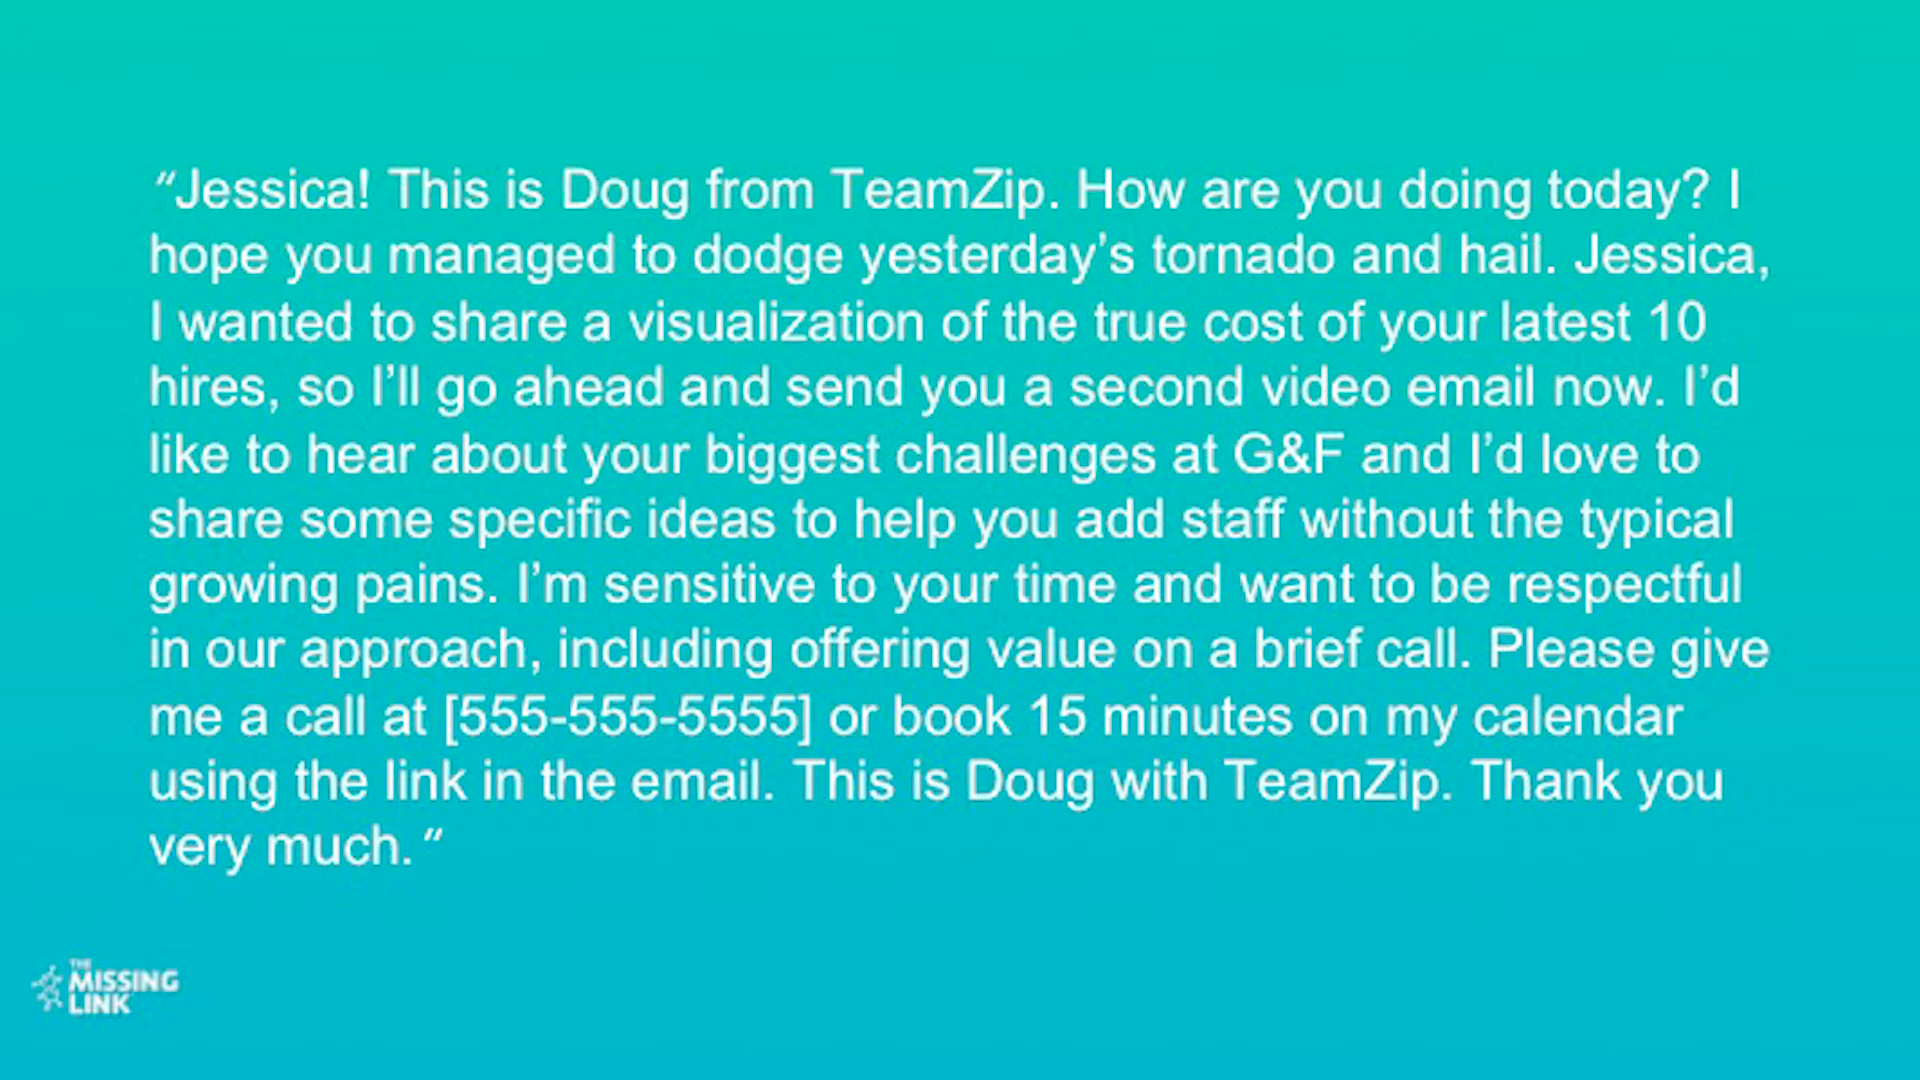 "Jessica! This is Doug from TeamZip. How are you doing today? I
hope you managed to dodge yesterday’s tornado and hail. Jessica,
I wanted to share a visualization of the true cost of your latest 10
hires, so I’ll go ahead and send you a second video email now. I’d
like to hear about your biggest challenges at G&F and I’d love to
share some specific ideas to help you add staff without the typical
growing pains. I’m sensitive to your time and want to be respectful
in our approach, including offering value on a brief call. Please give
me a call at [555-555-5555] or book 15 minutes on my calendar
using the link in the email. This is Doug with TeamZip. Thank you
very much. "
THE
MISSING
LINK